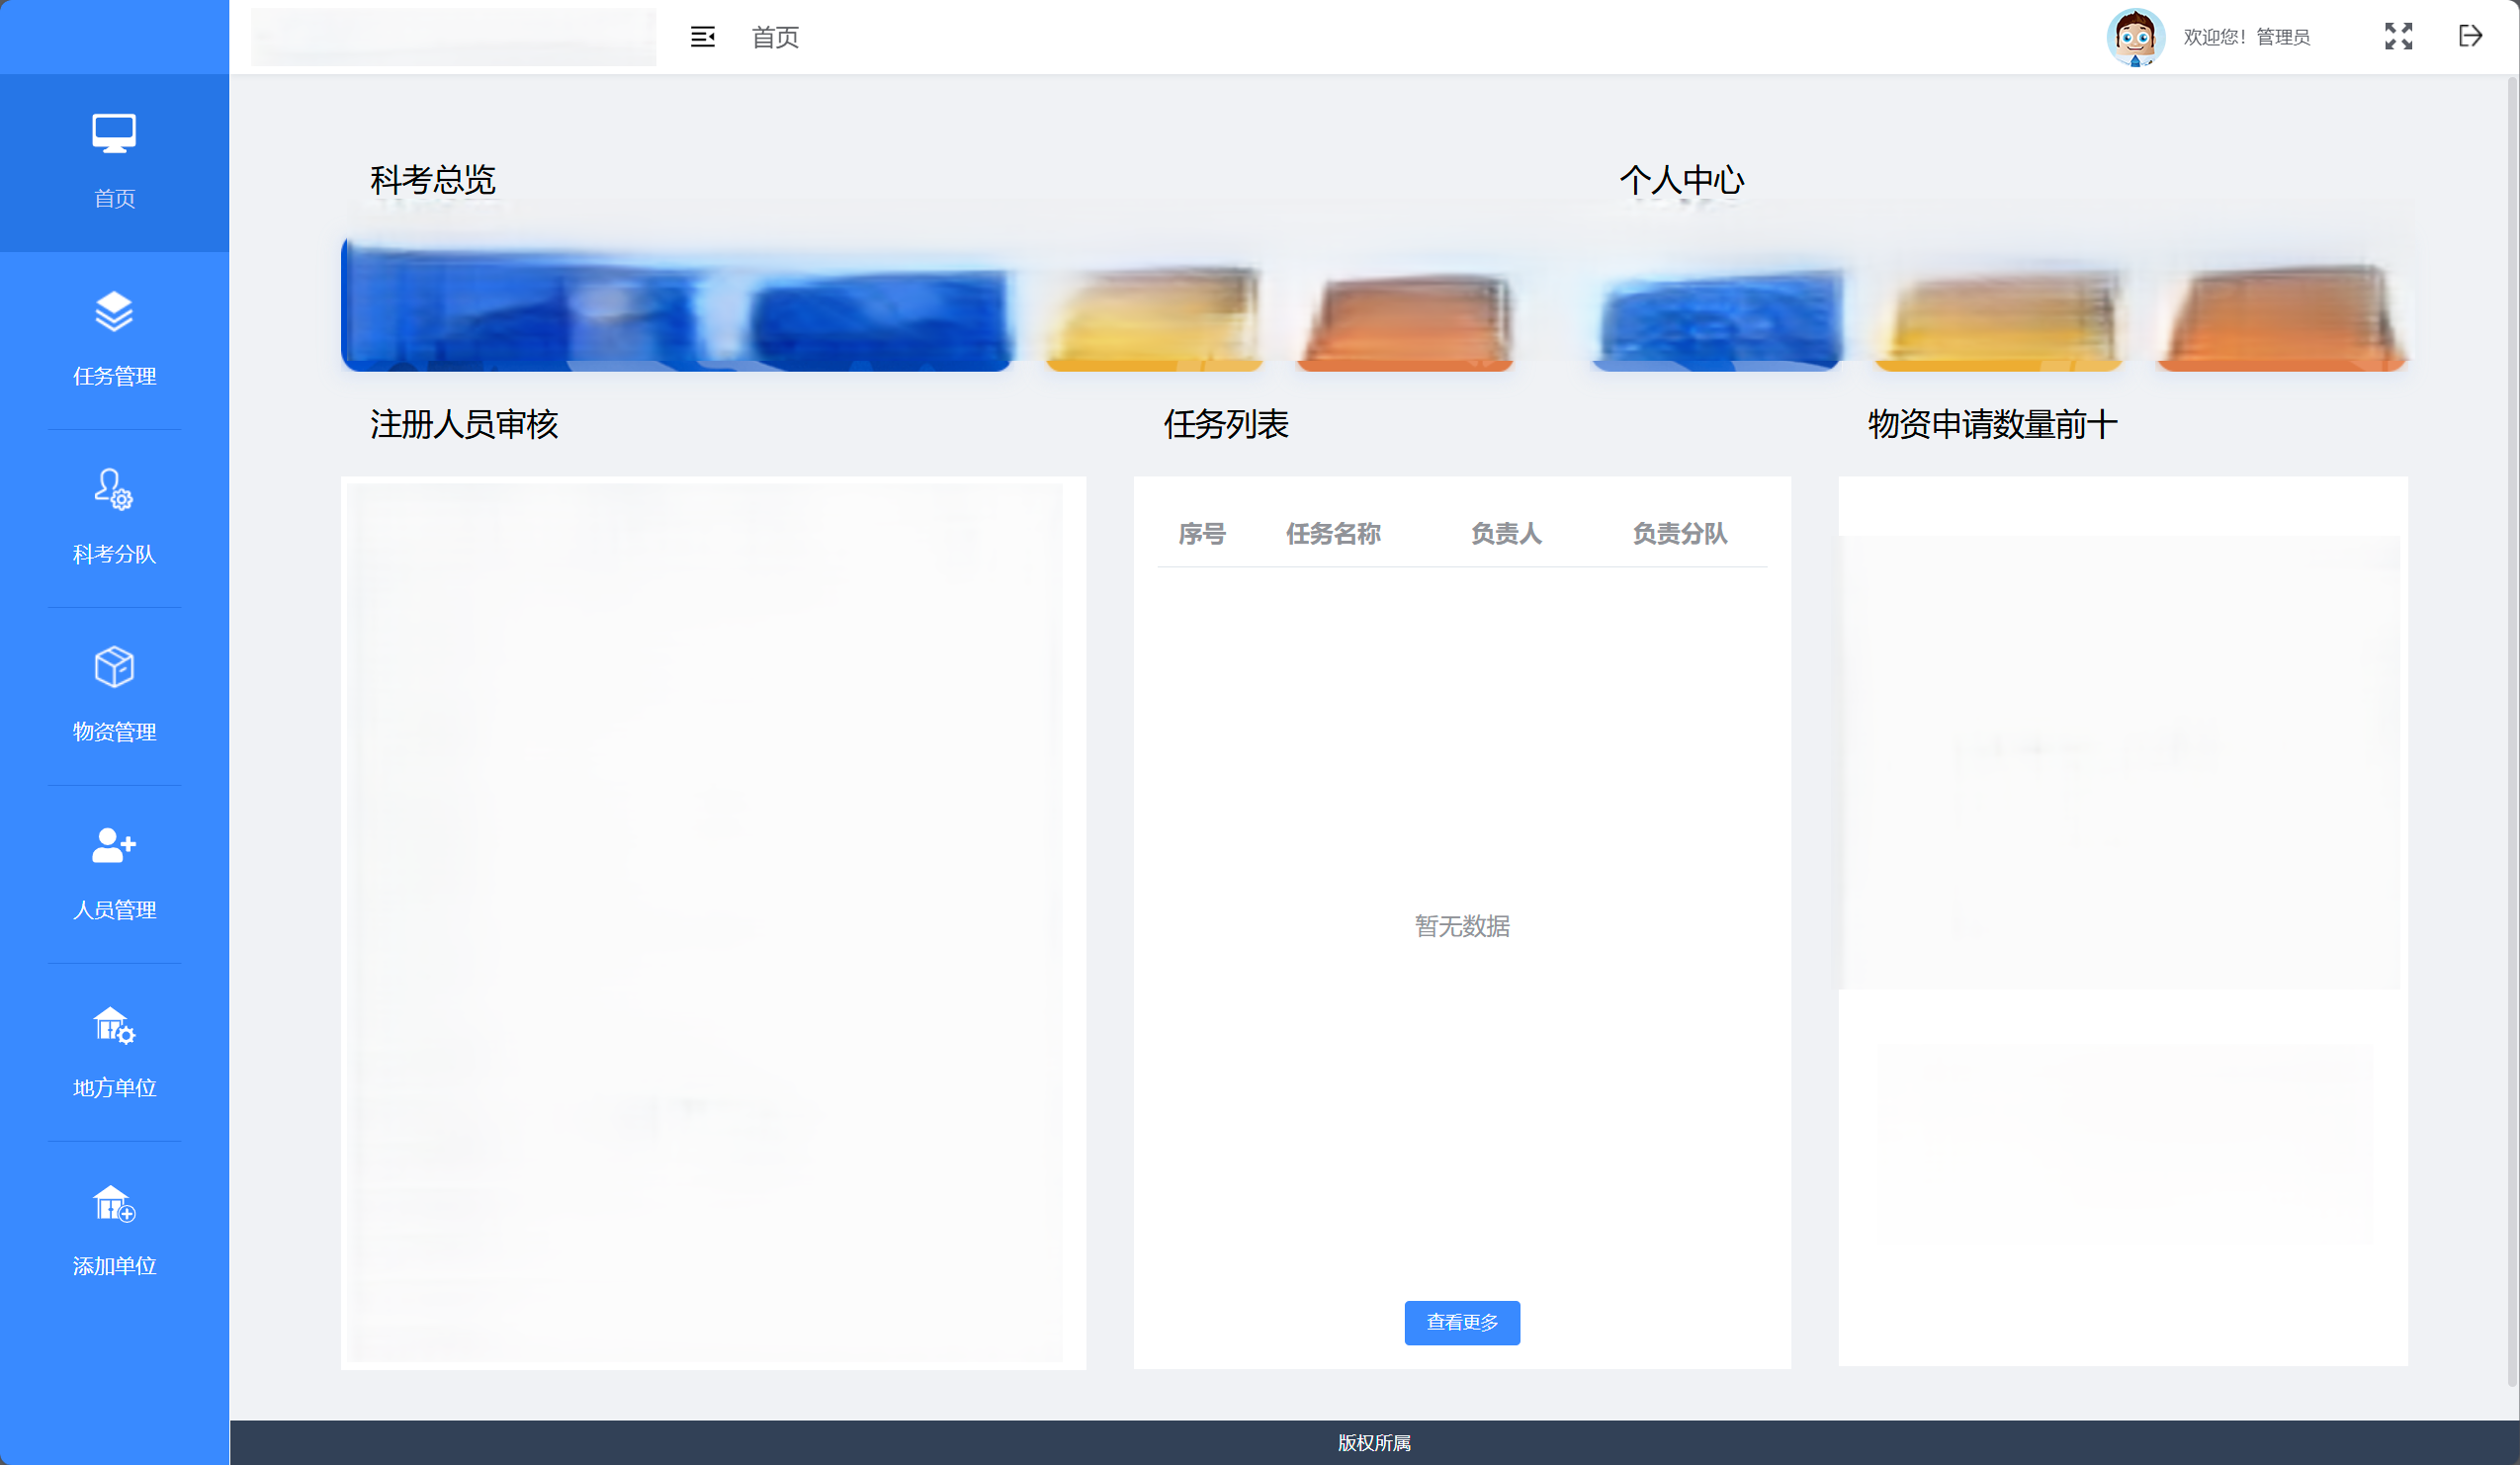 首页
欢迎您！管理员
首页
任务管理
科考分队
物资管理
人员管理
地方单位
添加单位
科考总览
个人中心
注册人员审核
任务列表
物资申请数量前十
序号 任务名称 负责人 负责分队
暂无数据
查看更多
版权所属